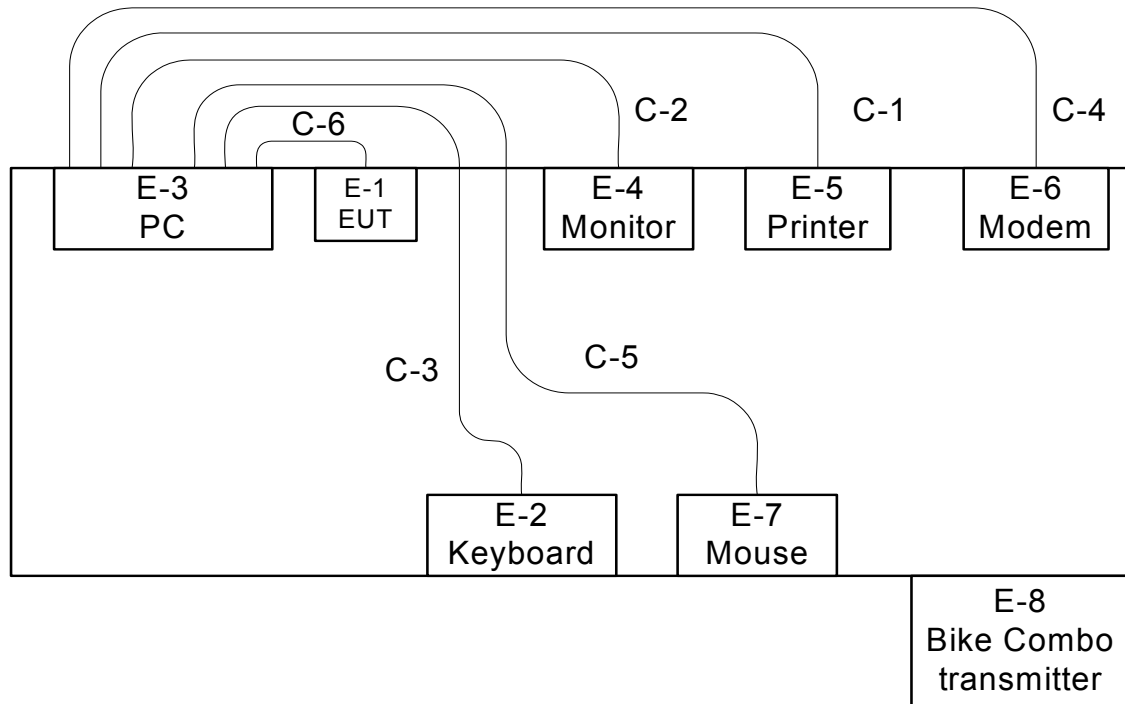 C-2
C-1
C-4
C-6
E-3
PC
E-1
EUT
E-4
Monitor
E-5
Printer
E-6
Modem
C-3
C-5
E-2
Keyboard
E-7
Mouse
E-8
Bike Combo
transmitter